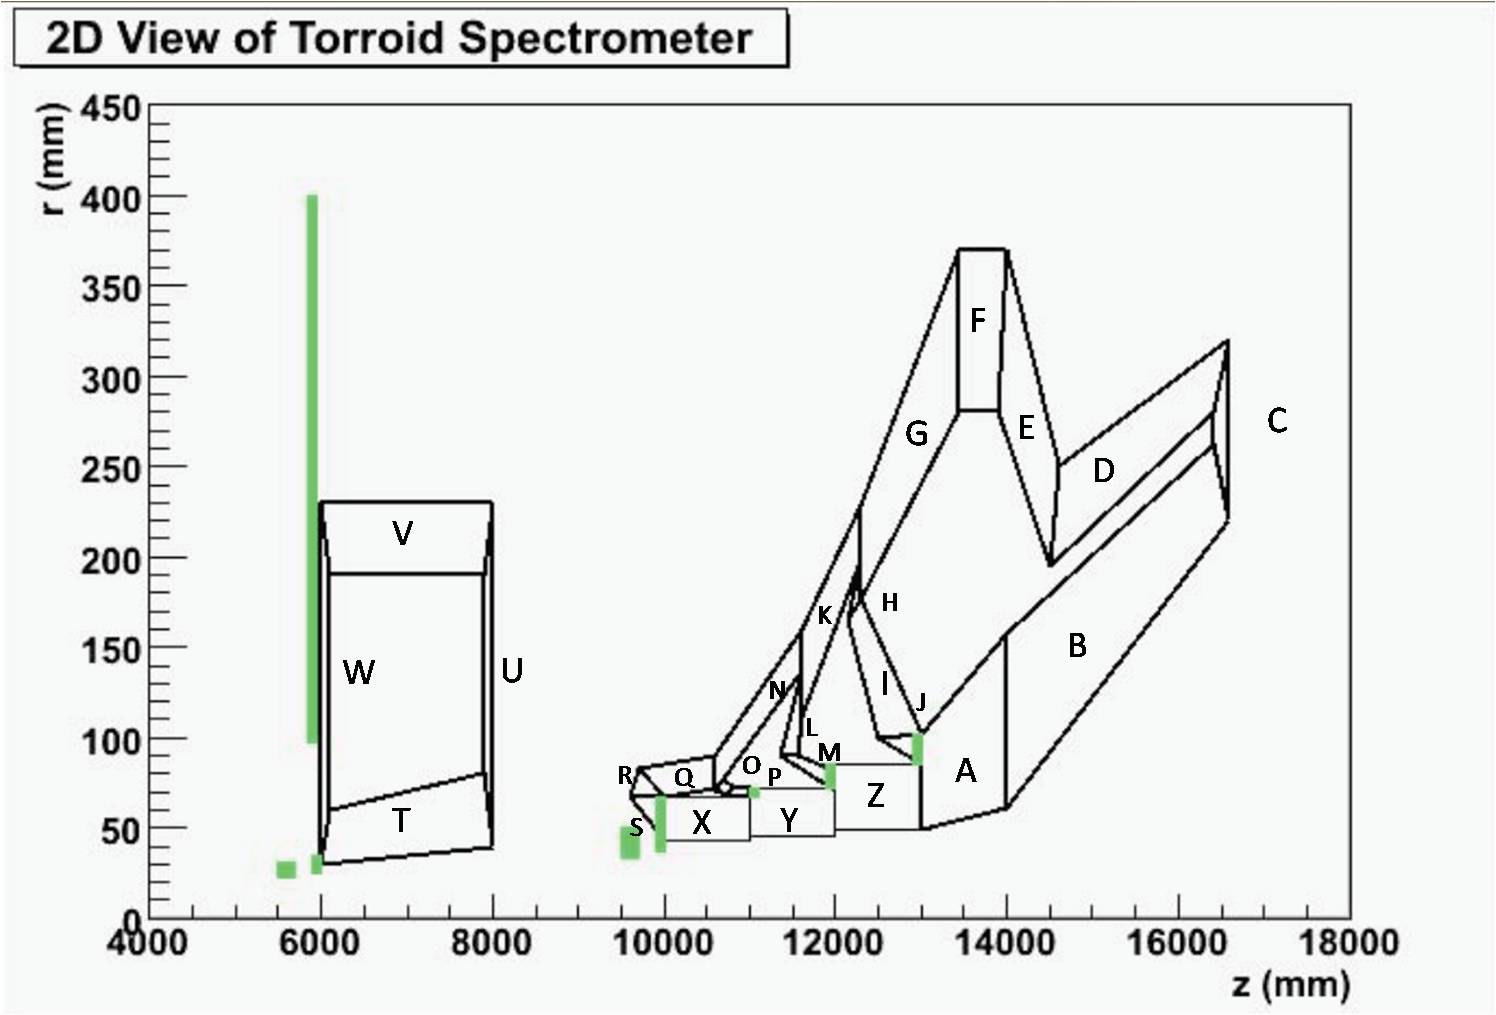 2D View of Torroid Spectrometer
r (mm)
450
400
350
300
250
200
150
100
50
0
4000 6000 8000 10000 12000 14000 16000 18000
z (mm)
F
C
G E
D
V
K H
B
W U
N I
J
L
M
R Q O P A
Z
T S X Y